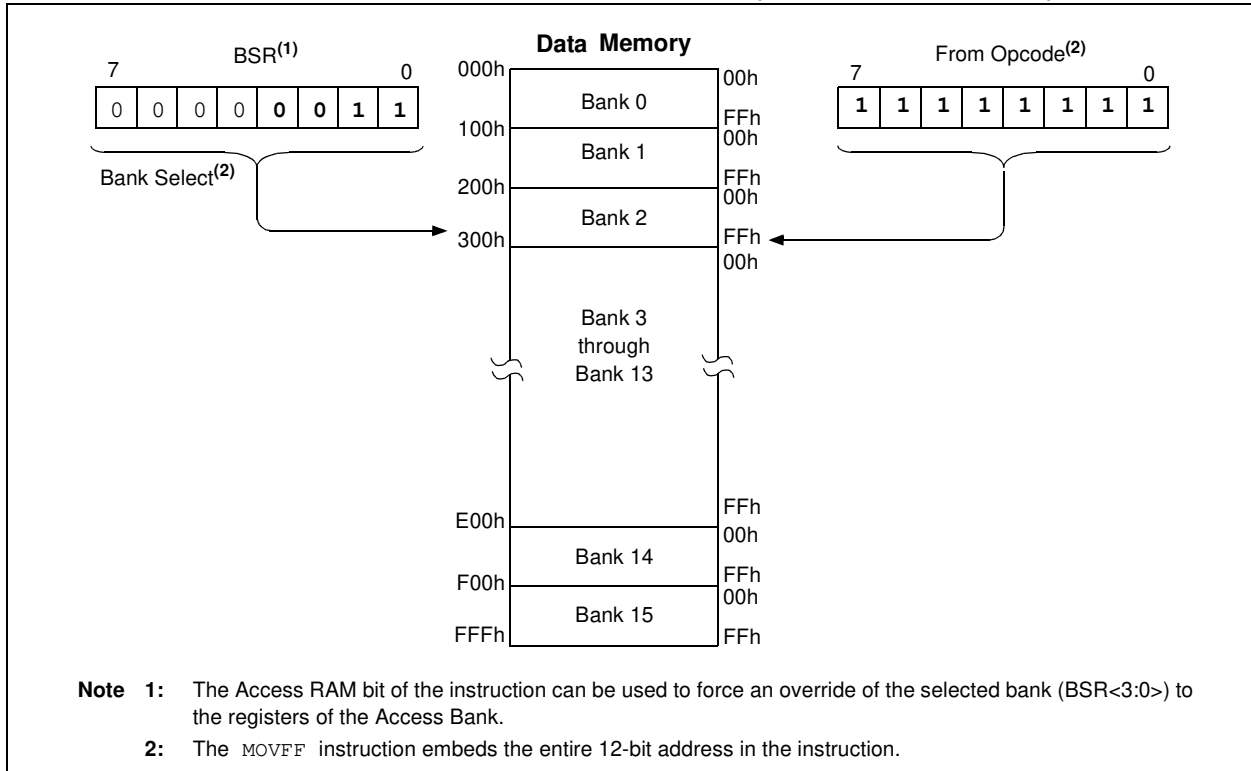 Data Memory
BSR(1)
7 0
0 0 0 0 0 0 1 1
Bank Select(2)
From Opcode(2)
7 0
1 1 1 1 1 1 1 1
000h Bank 0 00h
FFh
100h Bank 1 00h
FFh
200h Bank 2 00h
FFh
300h 00h
Bank 3
through
Bank 13
FFh
E00h 00h
Bank 14
FFh
F00h 00h
Bank 15
FFFh FFh
Note 1: The Access RAM bit of the instruction can be used to force an override of the selected bank (BSR<3:0>) to
the registers of the Access Bank.
2: The MOVFF instruction embeds the entire 12-bit address in the instruction.